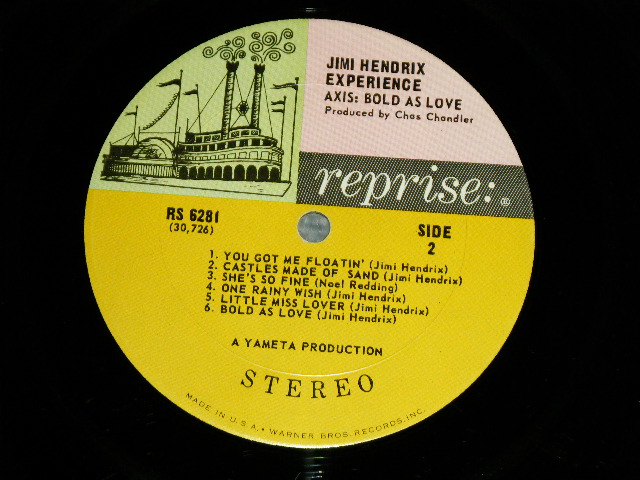 JIMI HENDRIX
EXPERIENCE
AXIS: BOLD AS LOVE
Produced by Chas Chandler
reprise:®
RS 6281
(30,726)
SIDE
2
1. YOU GOT ME FLOATIN' (Jimi Hendrix)
2. CASTLES MADE OF SAND (Jimi Hendrix)
3. SHE'S SO FINE (Noel Redding)
4. ONE RAINY WISH (Jimi Hendrix)
5. LITTLE MISS LOVER (Jimi Hendrix)
6. BOLD AS LOVE (Jimi Hendrix)
A YAMETA PRODUCTION
STEREO
MADE IN U.S.A. • WARNER BROS. RECORDS, INC.